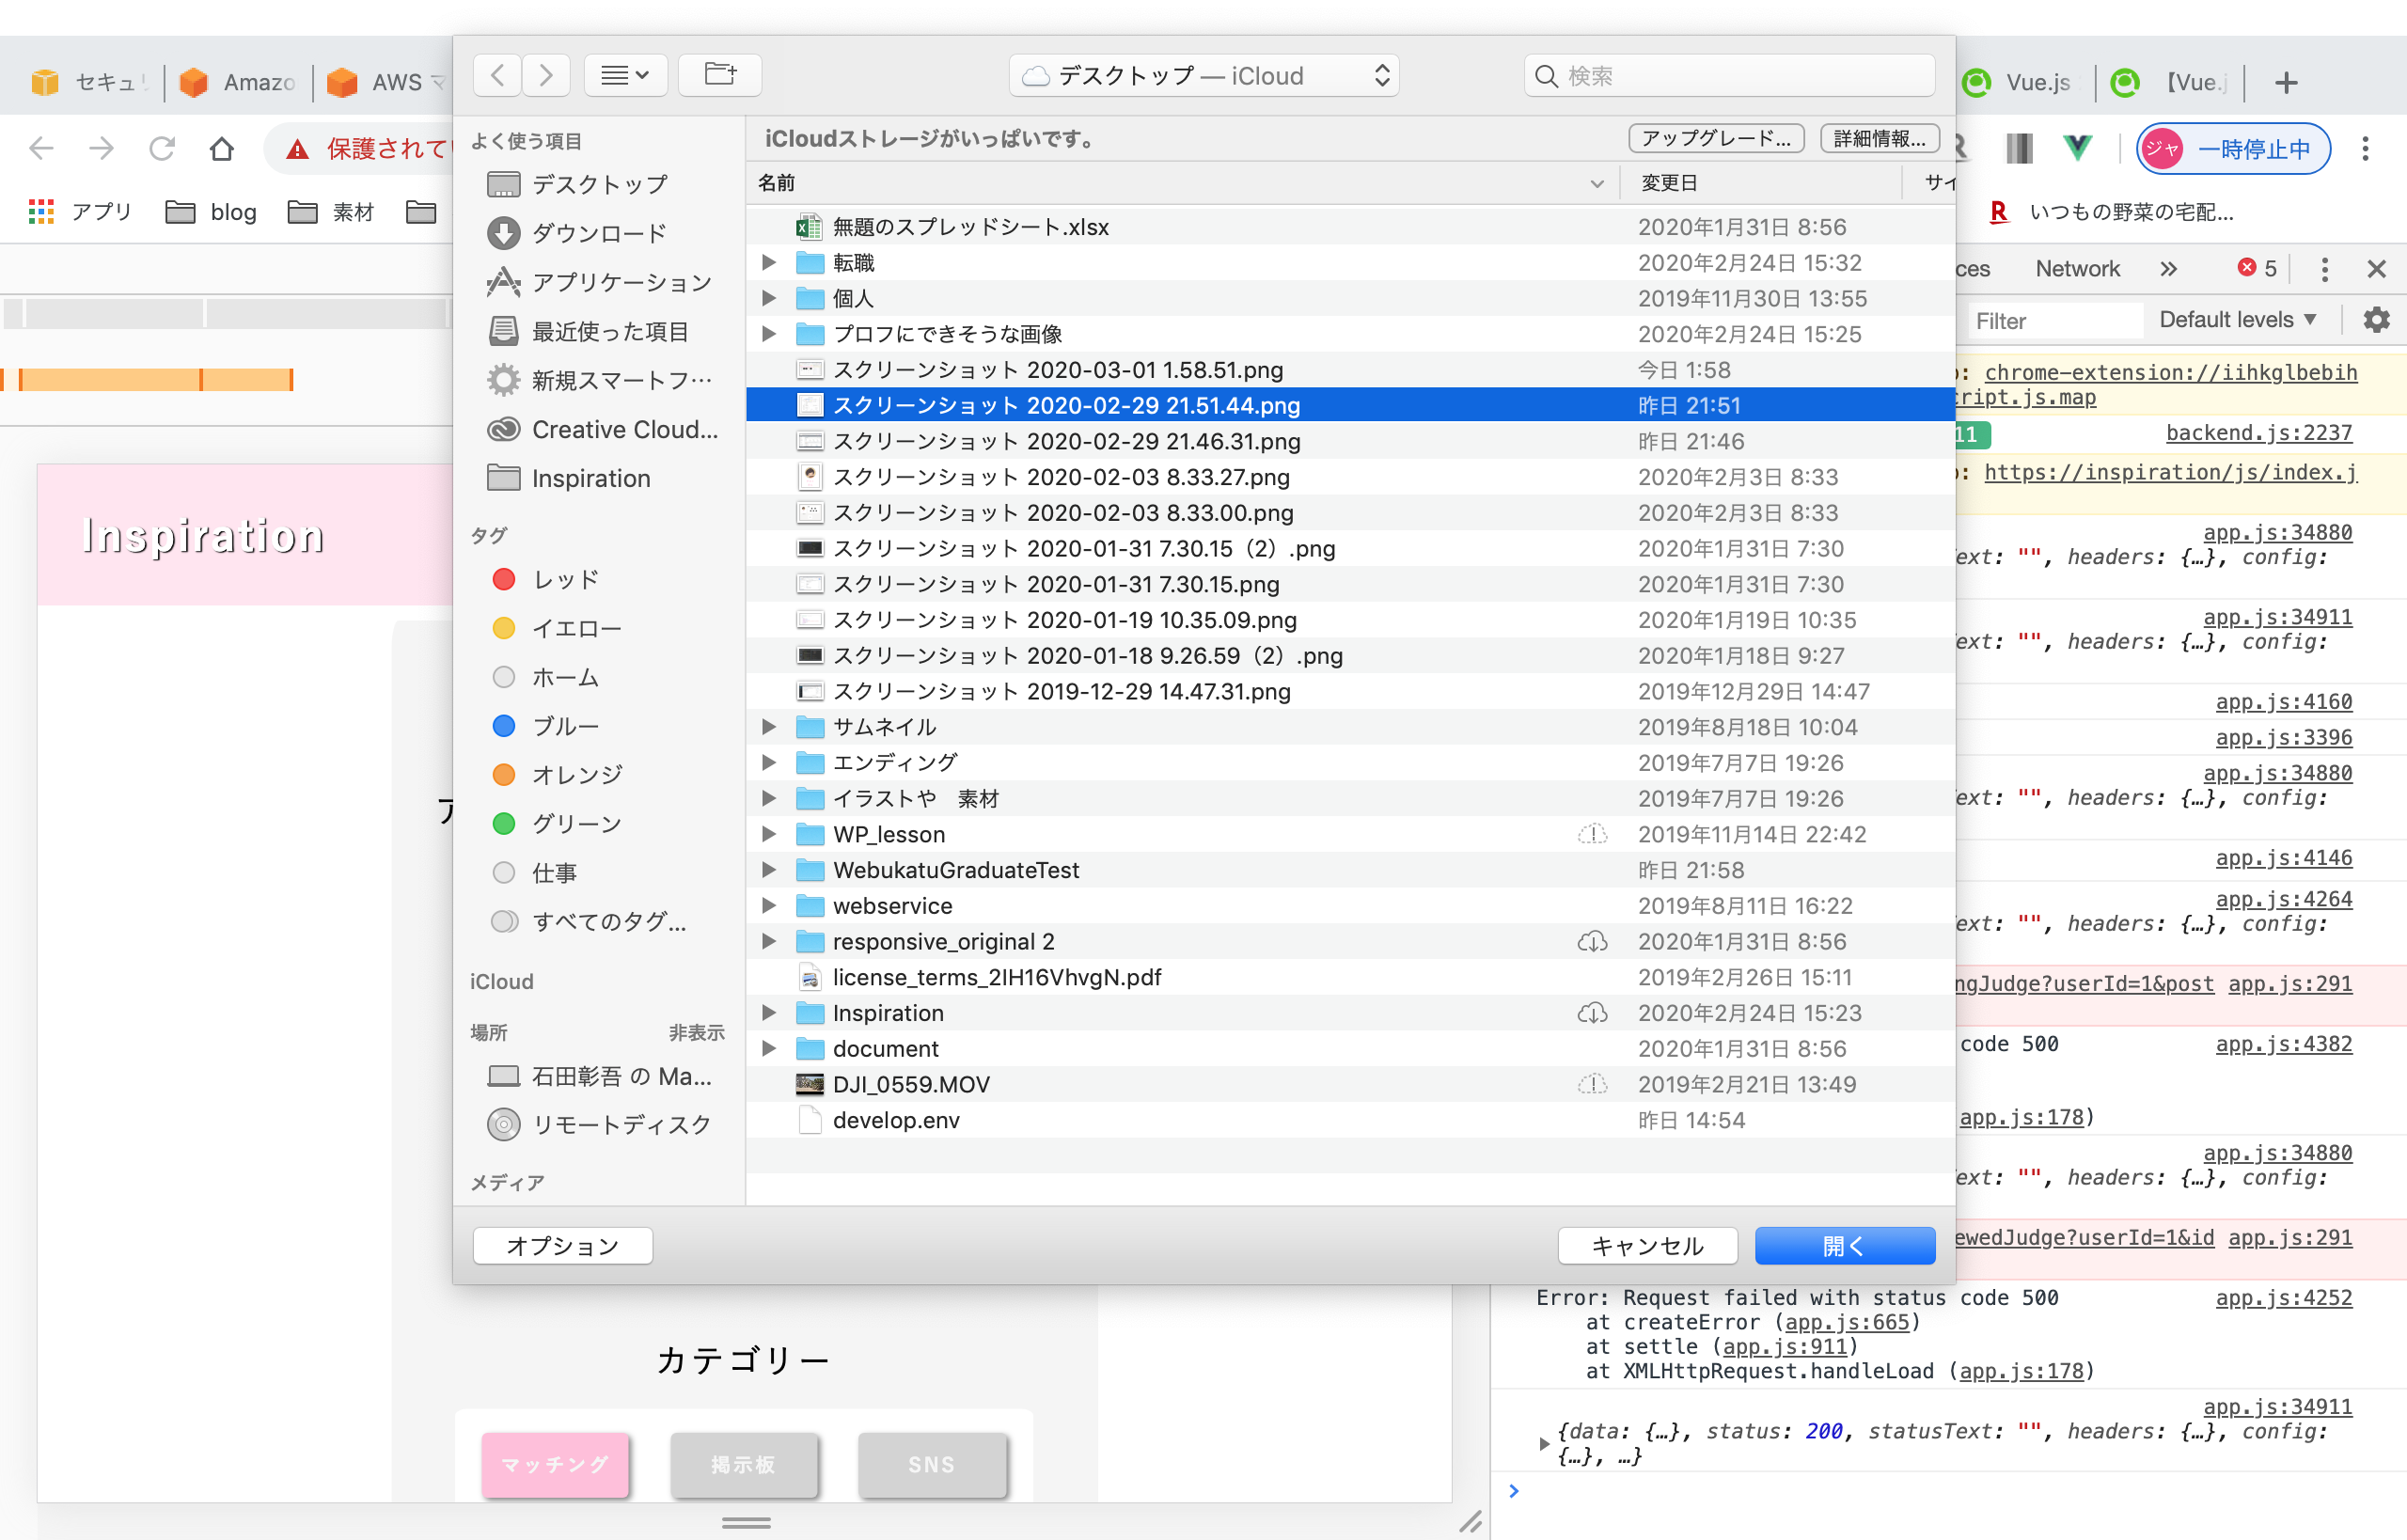 デスクトップ — iCloud
検索
セキュ
Amazo
AWS マ
Vue.js
【Vue.j
保護されてい
ジャ
一時停止中
アプリ
blog
素材
R
いつもの野菜の宅配...
よく使う項目
デスクトップ
ダウンロード
アプリケーション
最近使った項目
新規スマートフ…
Creative Cloud...
Inspiration
タグ
レッド
イエロー
ホーム
ブルー
オレンジ
グリーン
仕事
すべてのタグ...
iCloud
場所 非表示
石田彰吾 の Ma...
リモートディスク
メディア
iCloudストレージがいっぱいです。
アップグレード...
詳細情報...
名前 変更日 サイ
無題のスプレッドシート.xlsx 2020年1月31日 8:56
転職 2020年2月24日 15:32
個人 2019年11月30日 13:55
プロフにできそうな画像 2020年2月24日 15:25
スクリーンショット 2020-03-01 1.58.51.png 今日 1:58
スクリーンショット 2020-02-29 21.51.44.png 昨日 21:51
スクリーンショット 2020-02-29 21.46.31.png 昨日 21:46
スクリーンショット 2020-02-03 8.33.27.png 2020年2月3日 8:33
スクリーンショット 2020-02-03 8.33.00.png 2020年2月3日 8:33
スクリーンショット 2020-01-31 7.30.15（2）.png 2020年1月31日 7:30
スクリーンショット 2020-01-31 7.30.15.png 2020年1月31日 7:30
スクリーンショット 2020-01-19 10.35.09.png 2020年1月19日 10:35
スクリーンショット 2020-01-18 9.26.59（2）.png 2020年1月18日 9:27
スクリーンショット 2019-12-29 14.47.31.png 2019年12月29日 14:47
サムネイル 2019年8月18日 10:04
エンディング 2019年7月7日 19:26
イラストや　素材 2019年7月7日 19:26
WP_lesson 2019年11月14日 22:42
WebukatuGraduateTest 昨日 21:58
webservice 2019年8月11日 16:22
responsive_original 2 2020年1月31日 8:56
license_terms_2IH16VhvgN.pdf 2019年2月26日 15:11
Inspiration 2020年2月24日 15:23
document 2020年1月31日 8:56
DJI_0559.MOV 2019年2月21日 13:49
develop.env 昨日 14:54
オプション
キャンセル
開く
Inspiration
ア
カテゴリー
マッチング
掲示板
SNS
ces Network » 5
Filter Default levels ▼
: chrome-extension://iihkglbebih
cript.js.map
11 backend.js:2237
: https://inspiration/js/index.j
app.js:34880
ext: "", headers: {…}, config:
app.js:34911
ext: "", headers: {…}, config:
app.js:4160
app.js:3396
app.js:34880
ext: "", headers: {…}, config:
app.js:4146
app.js:4264
ext: "", headers: {…}, config:
ngJudge?userId=1&post app.js:291
code 500 app.js:4382
app.js:178)
app.js:34880
ext: "", headers: {…}, config:
ewedJudge?userId=1&id app.js:291
Error: Request failed with status code 500 app.js:4252
at createError (app.js:665)
at settle (app.js:911)
at XMLHttpRequest.handleLoad (app.js:178)
app.js:34911
{data: {…}, status: 200, statusText: "", headers: {…}, config:
{…}, …}